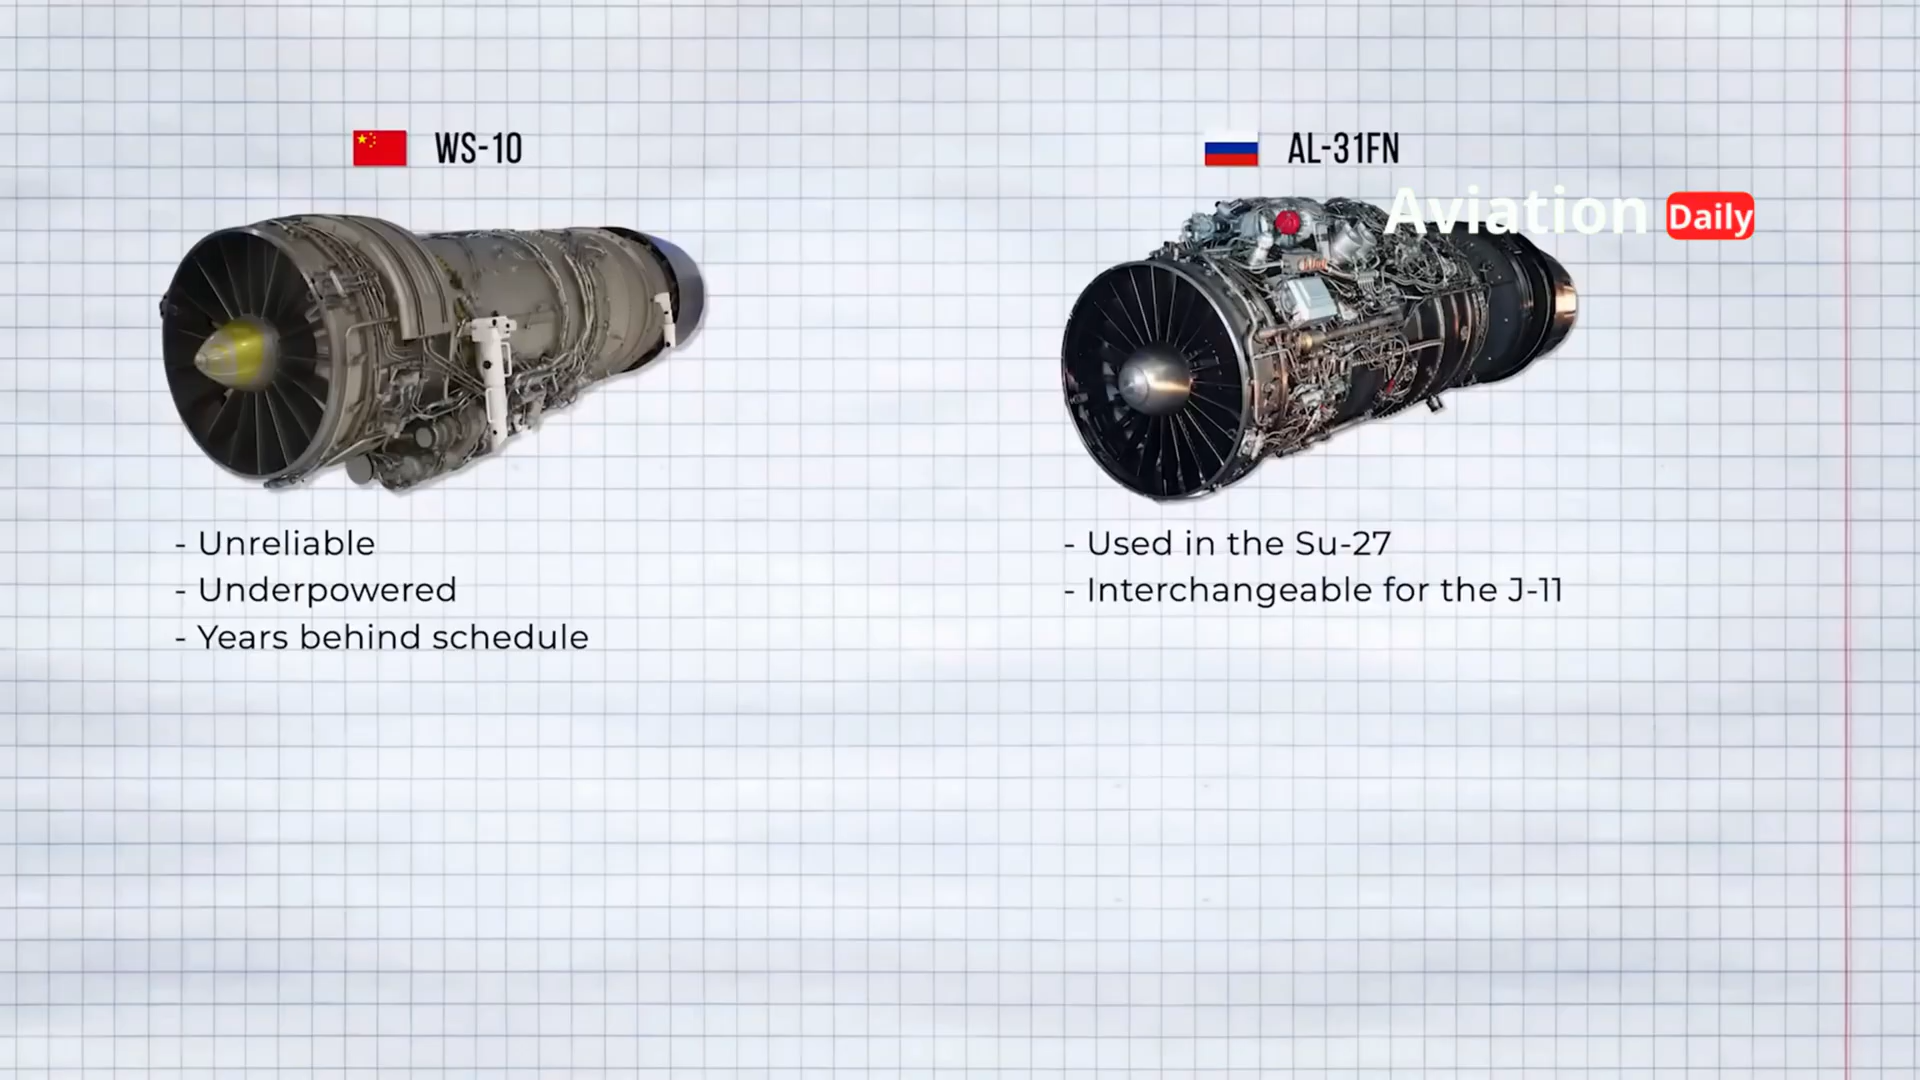 WS-10
AL-31FN
Aviation Daily
- Unreliable
- Underpowered
- Years behind schedule
- Used in the Su-27
- Interchangeable for the J-11